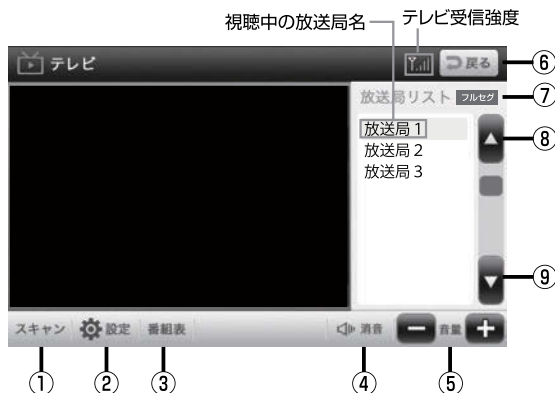 視聴中の放送局名
テレビ受信強度
テレビ
戻る
⑥
放送局リスト フルセグ
⑦
放送局 1
放送局 2
放送局 3
⑧
⑨
スキャン 設定 番組表 消音 音量
① ② ③ ④ ⑤